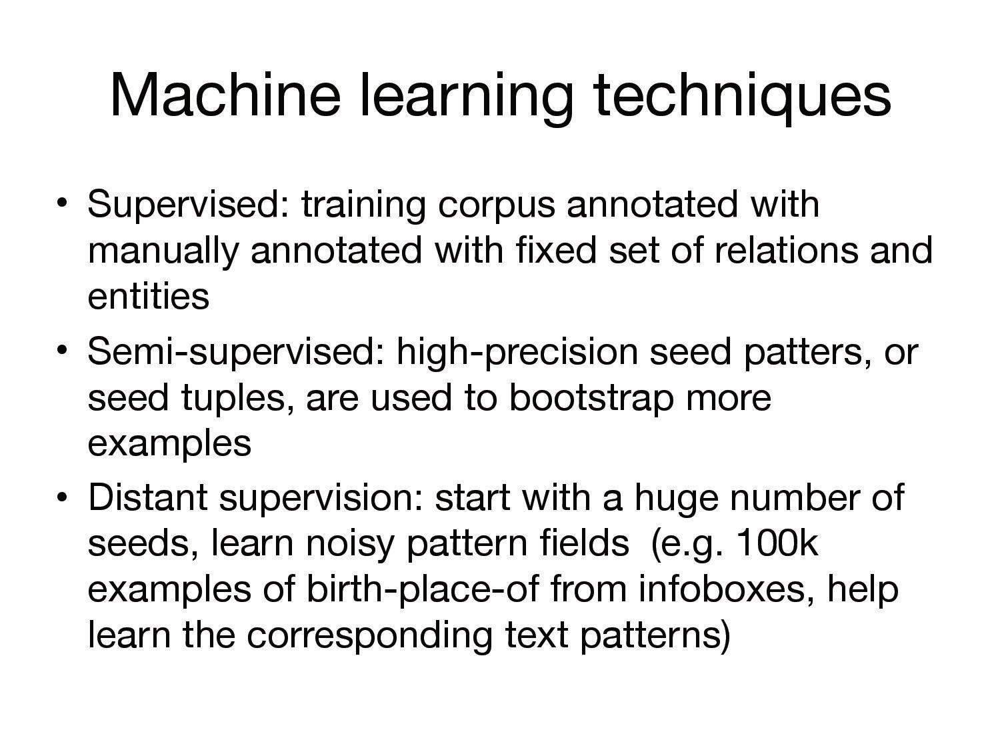 Machine learning techniques
• Supervised: training corpus annotated with
manually annotated with fixed set of relations and
entities
• Semi-supervised: high-precision seed patters, or
seed tuples, are used to bootstrap more
examples
• Distant supervision: start with a huge number of
seeds, learn noisy pattern fields  (e.g. 100k
examples of birth-place-of from infoboxes, help
learn the corresponding text patterns)